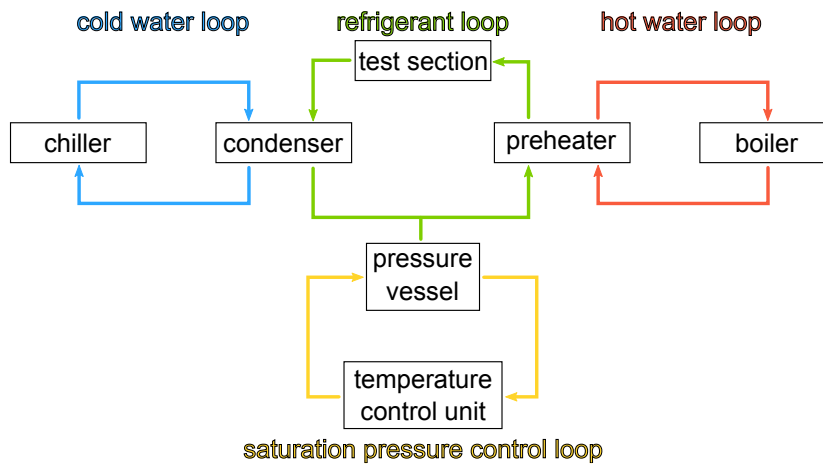 cold water loop
refrigerant loop
hot water loop
test section
chiller
condenser
preheater
boiler
pressure
vessel
temperature
control unit
saturation pressure control loop